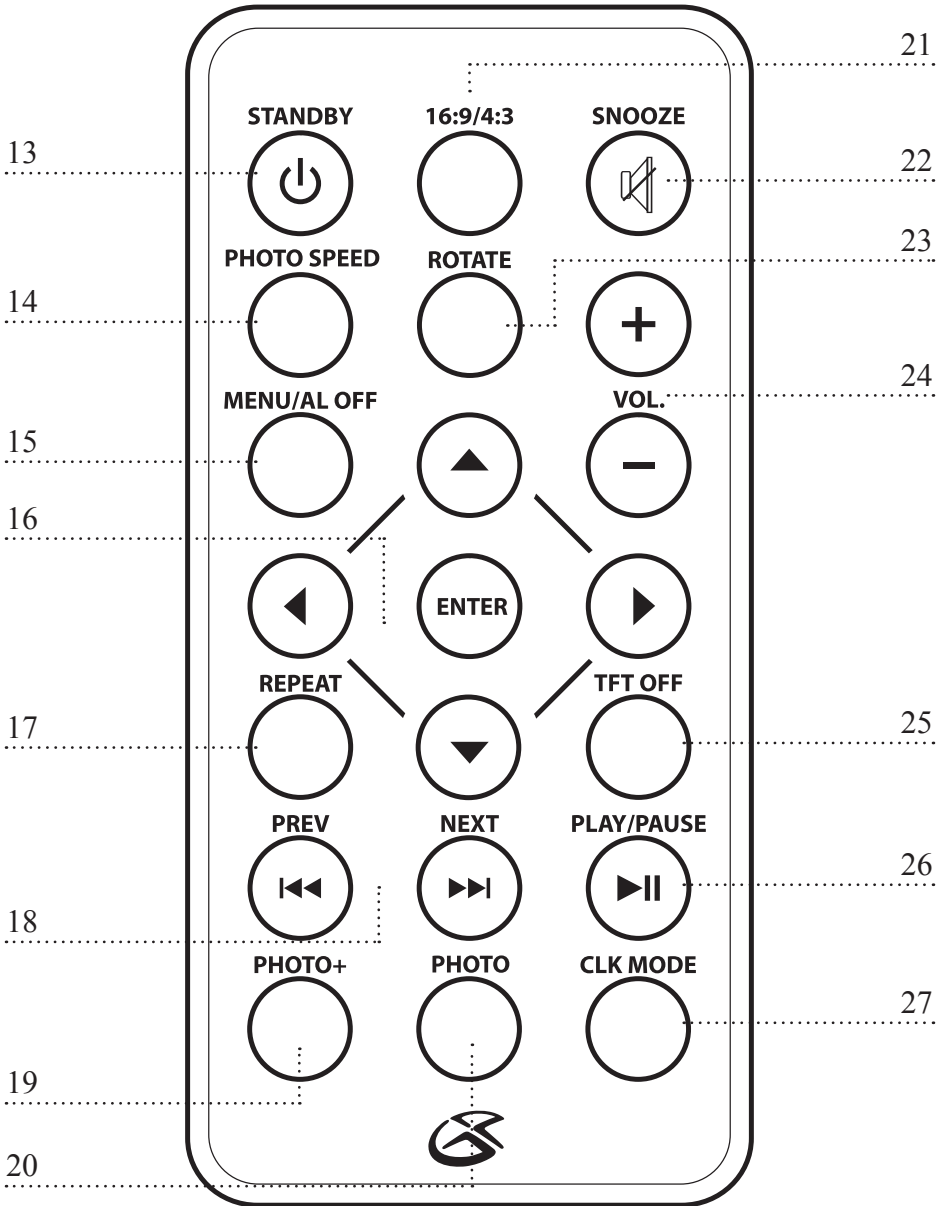 21
STANDBY 16:9/4:3 SNOOZE
13
22
PHOTO SPEED ROTATE
23
14
24
MENU/AL OFF VOL.
15
16
ENTER
REPEAT TFT OFF
17
25
PREV NEXT PLAY/PAUSE
26
18
PHOTO+ PHOTO CLK MODE
27
19
20